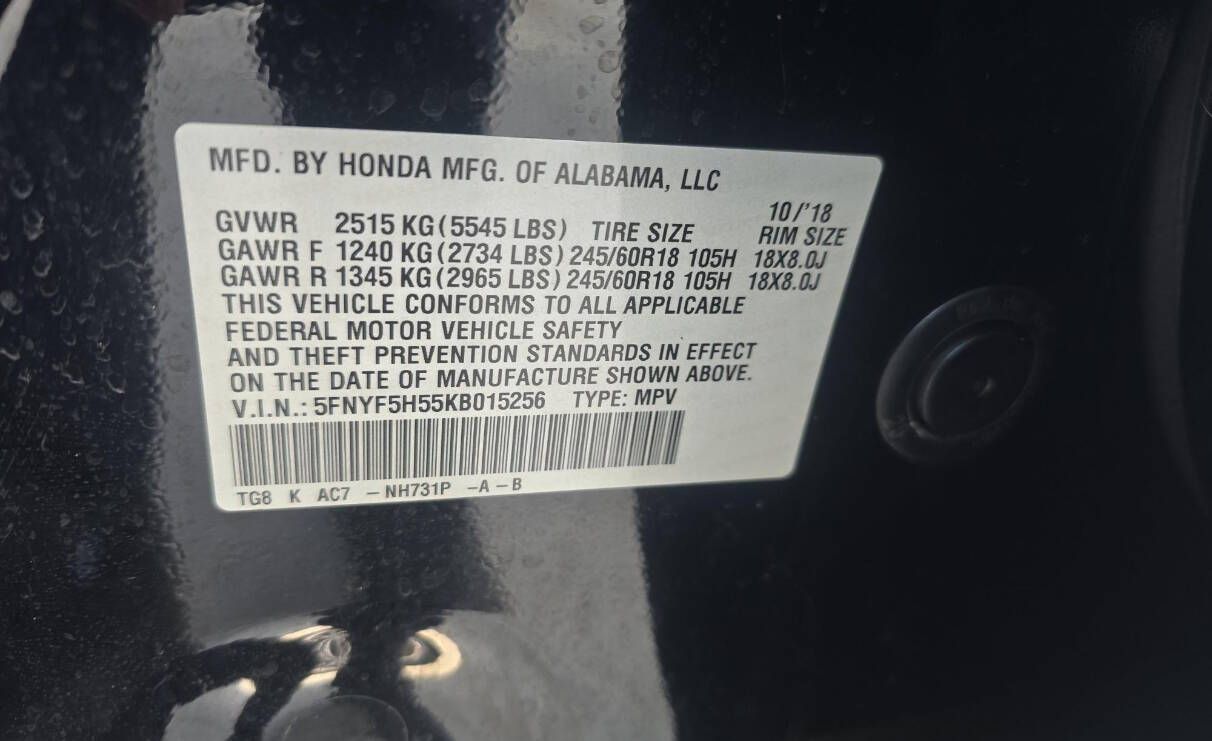 MFD. BY HONDA MFG. OF ALABAMA, LLC
10/'18
GVWR 2515 KG (5545 LBS) TIRE SIZE RIM SIZE
GAWR F 1240 KG (2734 LBS) 245/60R18 105H 18X8.0J
GAWR R 1345 KG (2965 LBS) 245/60R18 105H 18X8.0J
THIS VEHICLE CONFORMS TO ALL APPLICABLE
FEDERAL MOTOR VEHICLE SAFETY
AND THEFT PREVENTION STANDARDS IN EFFECT
ON THE DATE OF MANUFACTURE SHOWN ABOVE.
V.I.N.: 5FNYF5H55KB015256 TYPE: MPV
TG8 K AC7 -NH731P -A-B